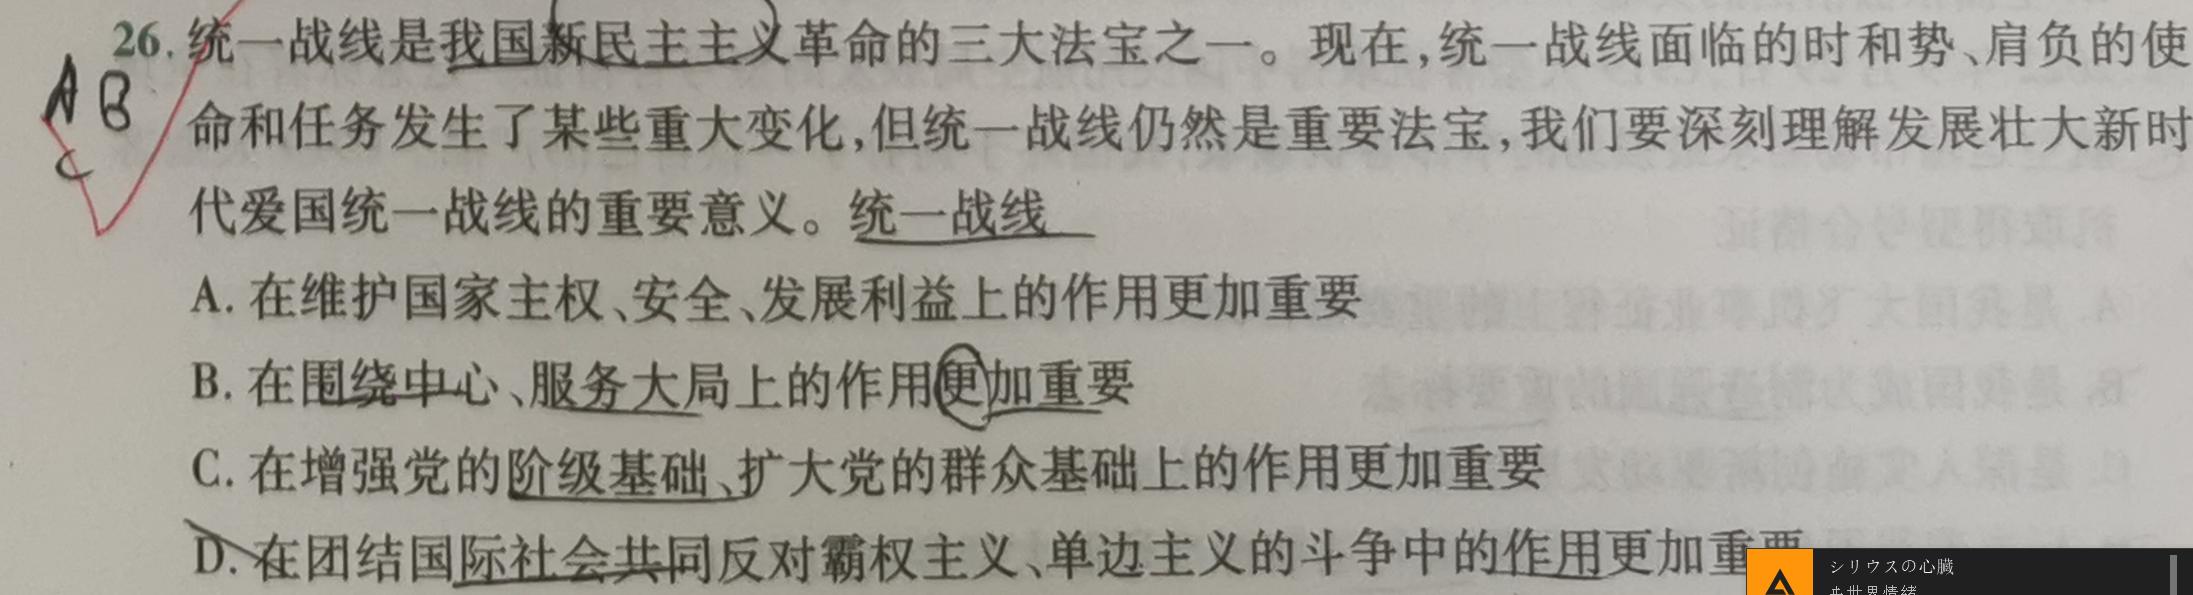 26. 统一战线是我国新民主主义革命的三大法宝之一。现在,统一战线面临的时和势、肩负的使
A B
命和任务发生了某些重大变化,但统一战线仍然是重要法宝,我们要深刻理解发展壮大新时
C
代爱国统一战线的重要意义。统一战线
A. 在维护国家主权、安全、发展利益上的作用更加重要
B. 在围绕中心、服务大局上的作用更加重要
C. 在增强党的阶级基础、扩大党的群众基础上的作用更加重要
D. 在团结国际社会共同反对霸权主义、单边主义的斗争中的作用更加重要
シリウスの心臓
世界情緒